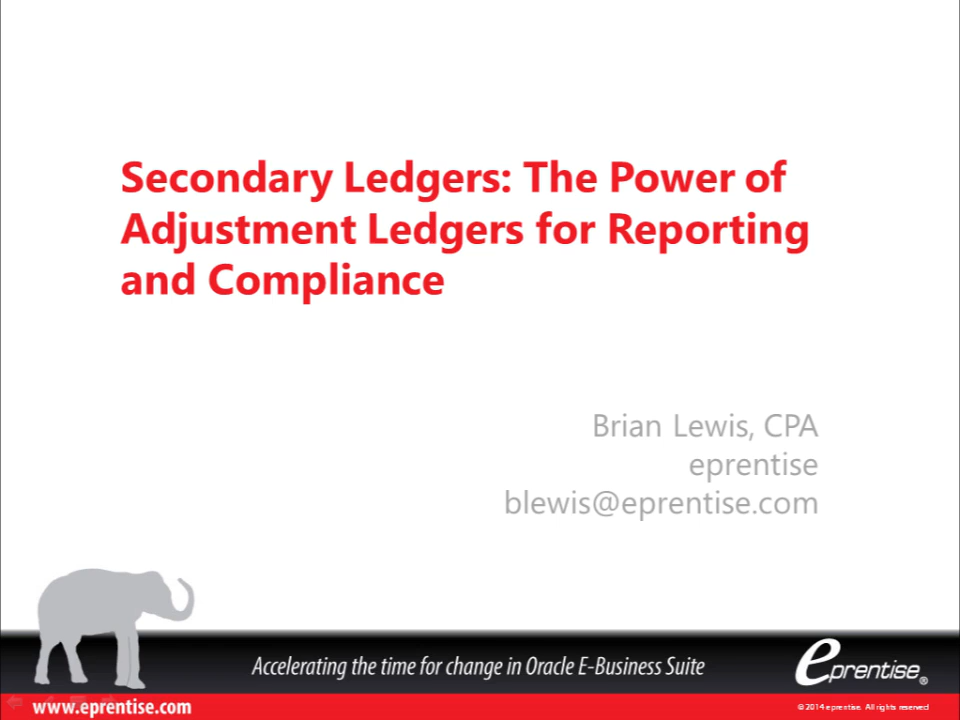 Secondary Ledgers: The Power of
Adjustment Ledgers for Reporting
and Compliance
Brian Lewis, CPA
eprentise
blewis@eprentise.com
Accelerating the time for change in Oracle E-Business Suite
eprentise®
www.eprentise.com
© 2014 eprentise. All rights reserved